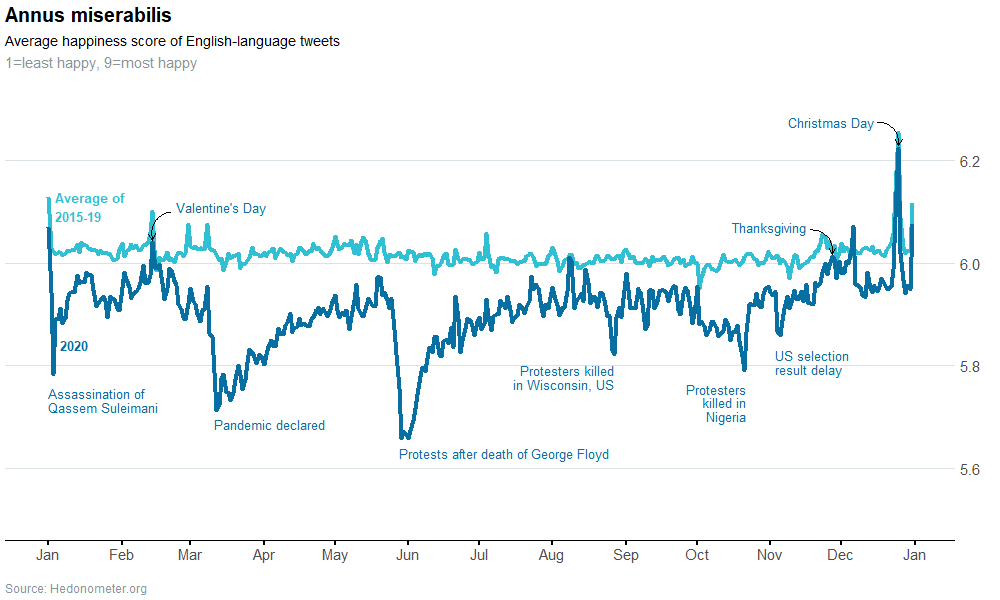 Annus miserabilis
Average happiness score of English-language tweets
1=least happy, 9=most happy
Christmas Day
6.2
Average of
2015-19
Valentine's Day
Thanksgiving
6.0
2020
US selection
result delay
5.8
Protesters killed
in Wisconsin, US
Assassination of
Qassem Suleimani
Protesters
killed in
Nigeria
Pandemic declared
Protests after death of George Floyd
5.6
Jan Feb Mar Apr May Jun Jul Aug Sep Oct Nov Dec Jan
Source: Hedonometer.org